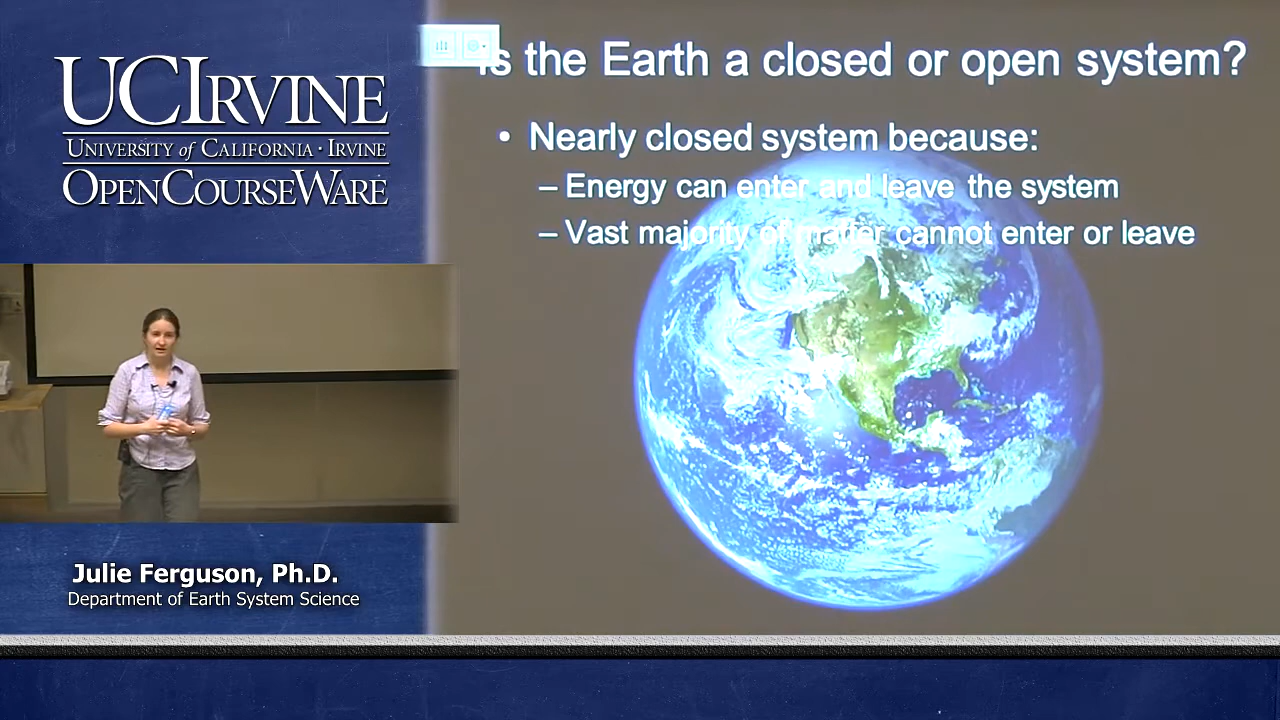 UCIRVINE
UNIVERSITY of CALIFORNIA · IRVINE
OPENCOURSEWARE
Is the Earth a closed or open system?
• Nearly closed system because:
– Energy can enter and leave the system
– Vast majority of matter cannot enter or leave
Julie Ferguson, Ph.D.
Department of Earth System Science